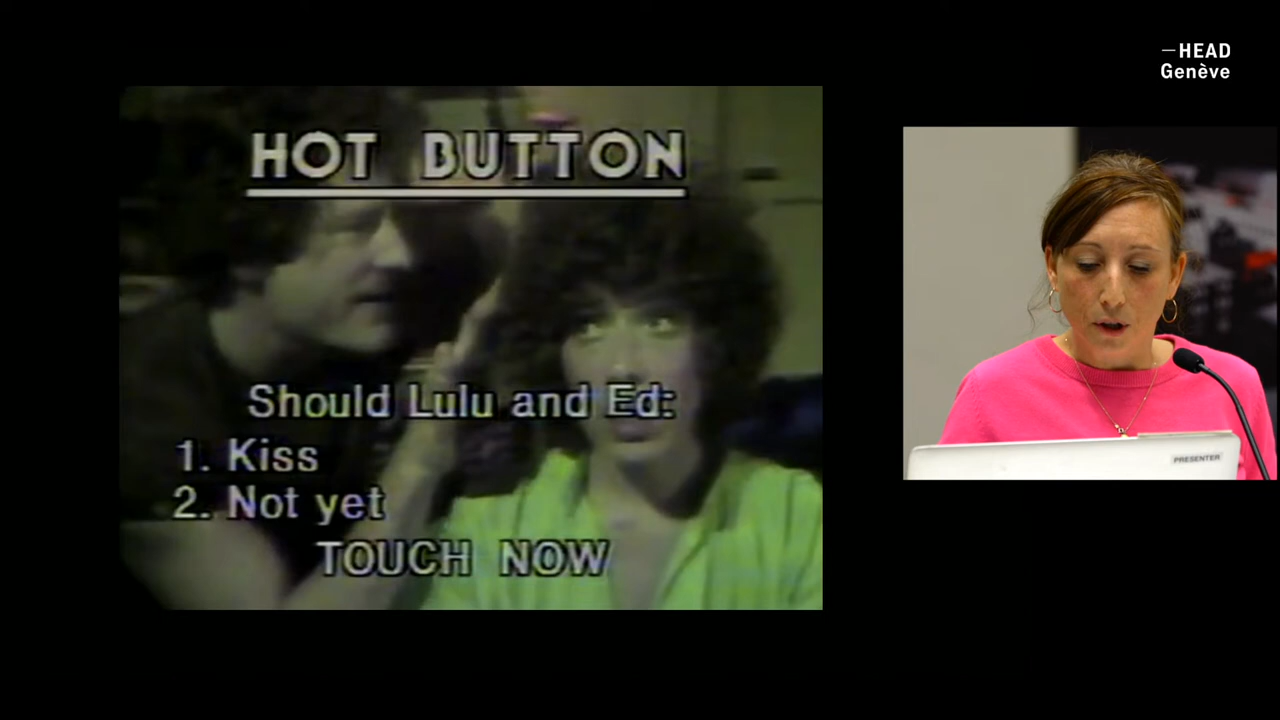 —HEAD
Genève
HOT BUTTON
Should Lulu and Ed:
1. Kiss
2. Not yet
TOUCH NOW
PRESENTER